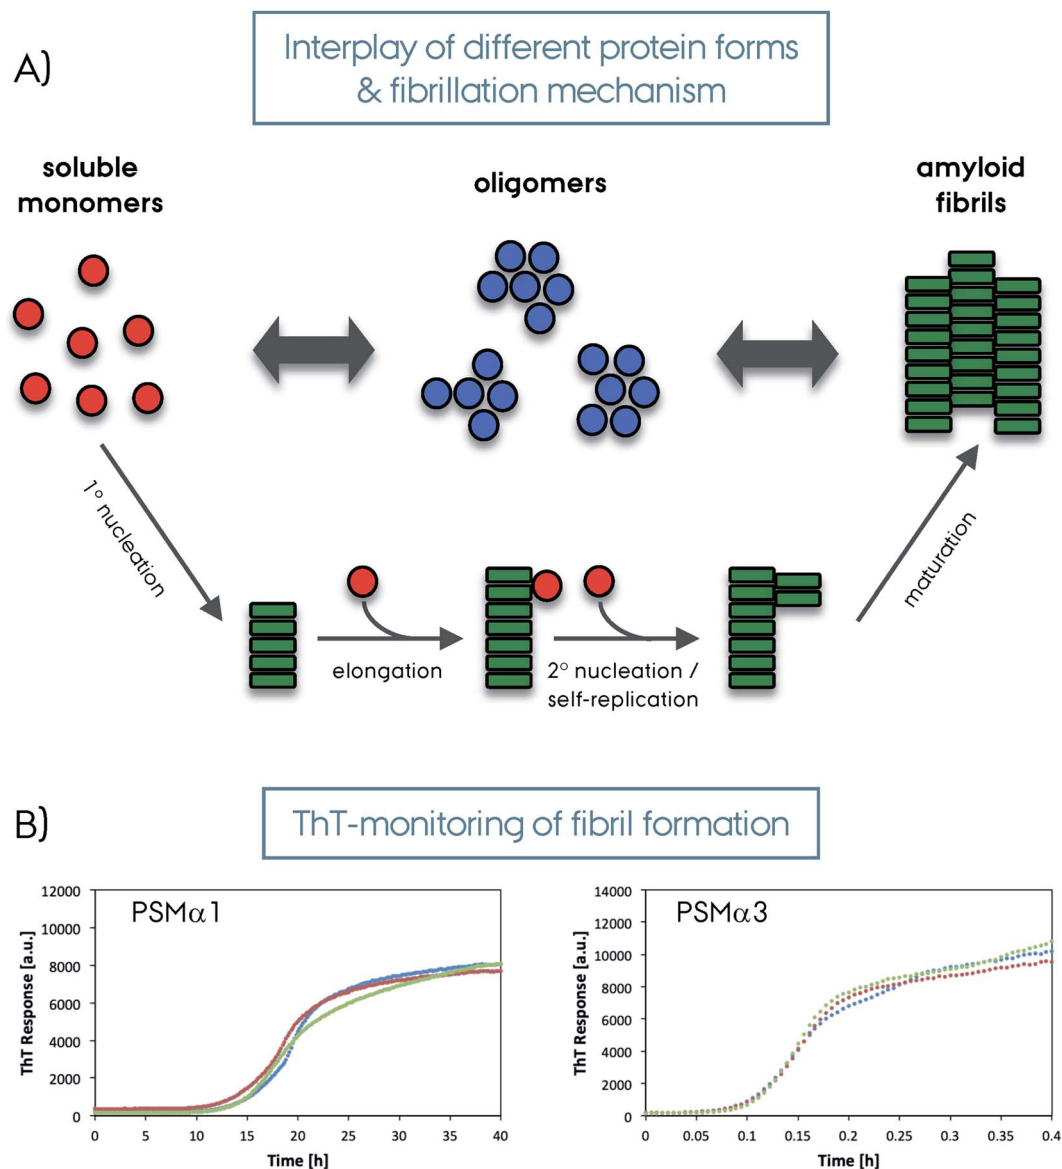 A)
Interplay of different protein forms
& fibrillation mechanism
soluble
monomers
oligomers
amyloid
fibrils
1° nucleation
elongation
2° nucleation /
self-replication
maturation
B)
ThT-monitoring of fibril formation
PSMα1
ThT Response [a.u.]
12000
10000
8000
6000
4000
2000
0
0 5 10 15 20 25 30 35 40
Time [h]
PSMα3
ThT Response [a.u.]
14000
12000
10000
8000
6000
4000
2000
0
0 0.05 0.1 0.15 0.2 0.25 0.3 0.35 0.4
Time [h]